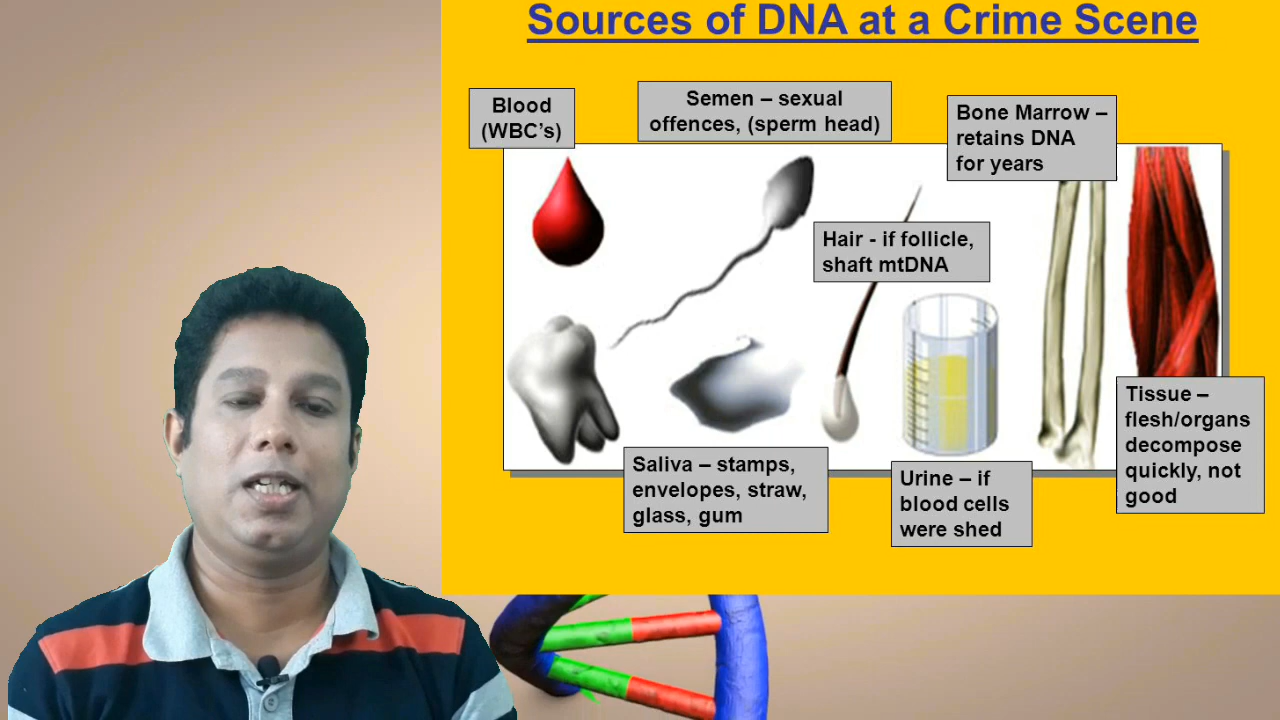 Sources of DNA at a Crime Scene
Blood
(WBC's)
Semen – sexual
offences, (sperm head)
Bone Marrow –
retains DNA
for years
Hair - if follicle,
shaft mtDNA
Saliva – stamps,
envelopes, straw,
glass, gum
Urine – if
blood cells
were shed
Tissue –
flesh/organs
decompose
quickly, not
good